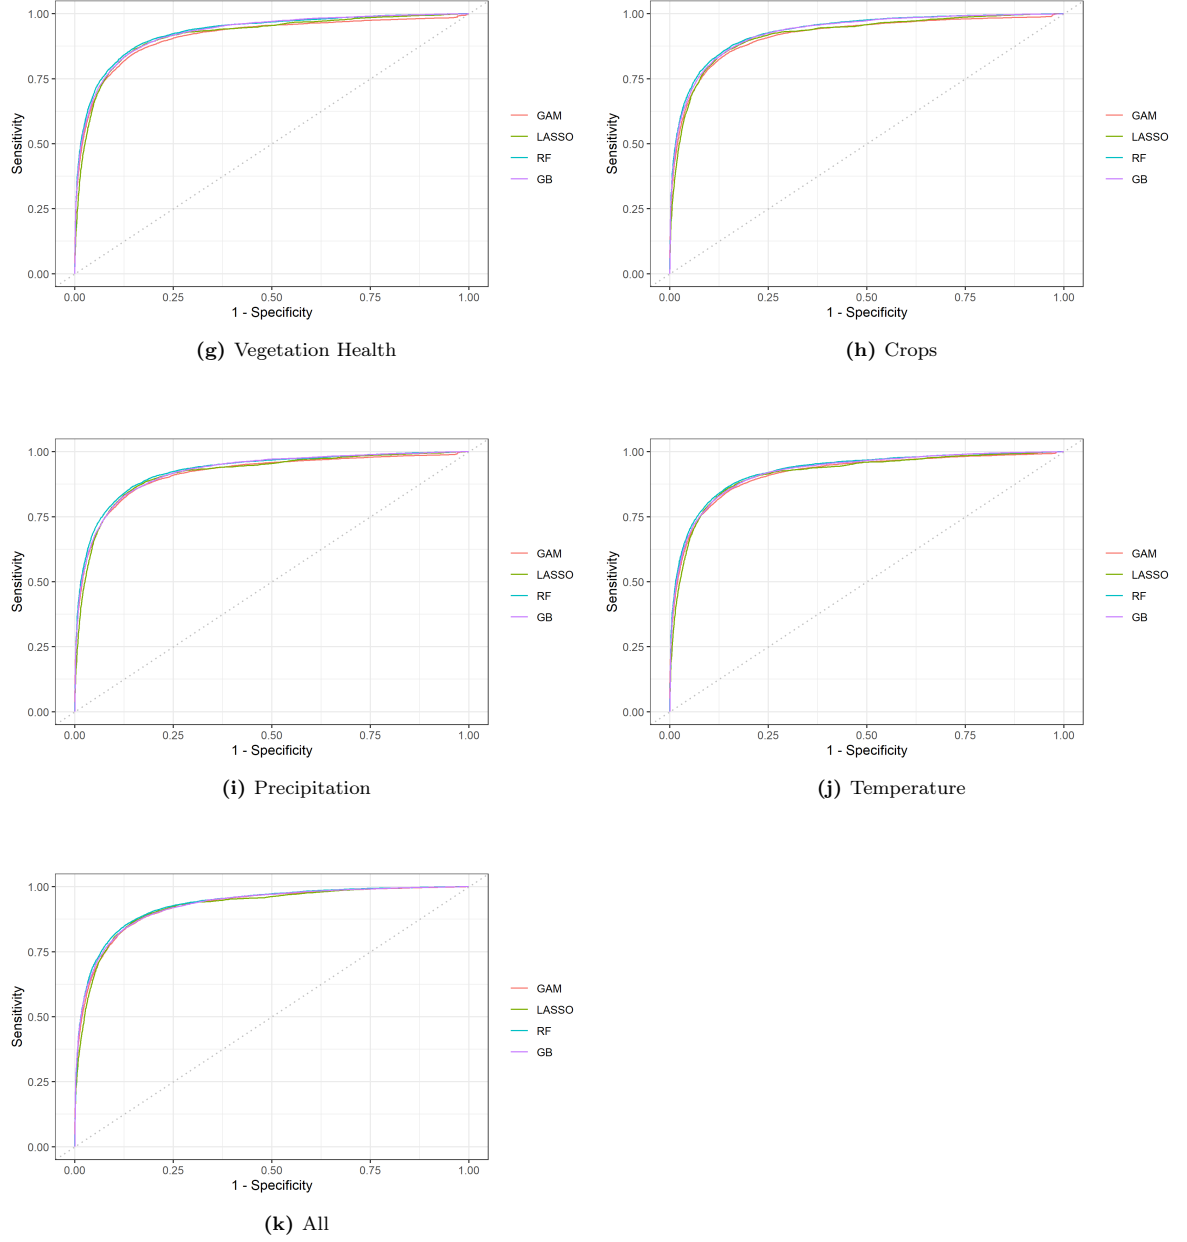 1.00
0.75
0.50
0.25
0.00
Sensitivity
0.00 0.25 0.50 0.75 1.00
1 - Specificity
GAM
LASSO
RF
GB
(g) Vegetation Health
1.00
0.75
0.50
0.25
0.00
Sensitivity
0.00 0.25 0.50 0.75 1.00
1 - Specificity
GAM
LASSO
RF
GB
(h) Crops
1.00
0.75
0.50
0.25
0.00
Sensitivity
0.00 0.25 0.50 0.75 1.00
1 - Specificity
GAM
LASSO
RF
GB
(i) Precipitation
1.00
0.75
0.50
0.25
0.00
Sensitivity
0.00 0.25 0.50 0.75 1.00
1 - Specificity
GAM
LASSO
RF
GB
(j) Temperature
1.00
0.75
0.50
0.25
0.00
Sensitivity
0.00 0.25 0.50 0.75 1.00
1 - Specificity
GAM
LASSO
RF
GB
(k) All